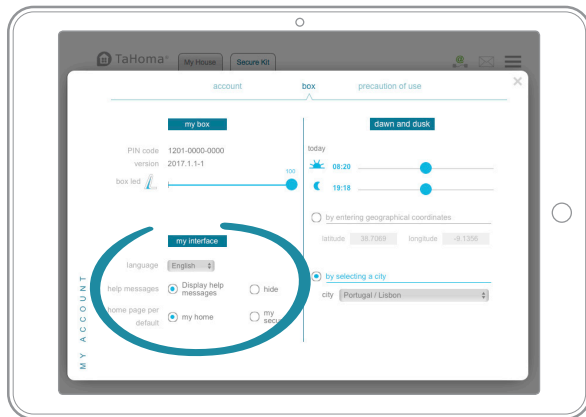 TaHoma®
My House
Secure Kit
@
account
box
precaution of use
my box
PIN code 1201-0000-0000
version 2017.1.1-1
box led
100
my interface
language English
help messages Display help messages hide
home page per default my home my secu
MY ACCOUNT
dawn and dusk
today
08:20
19:18
by entering geographical coordinates
latitude 38.7069 longitude -9.1356
by selecting a city
city Portugal / Lisbon